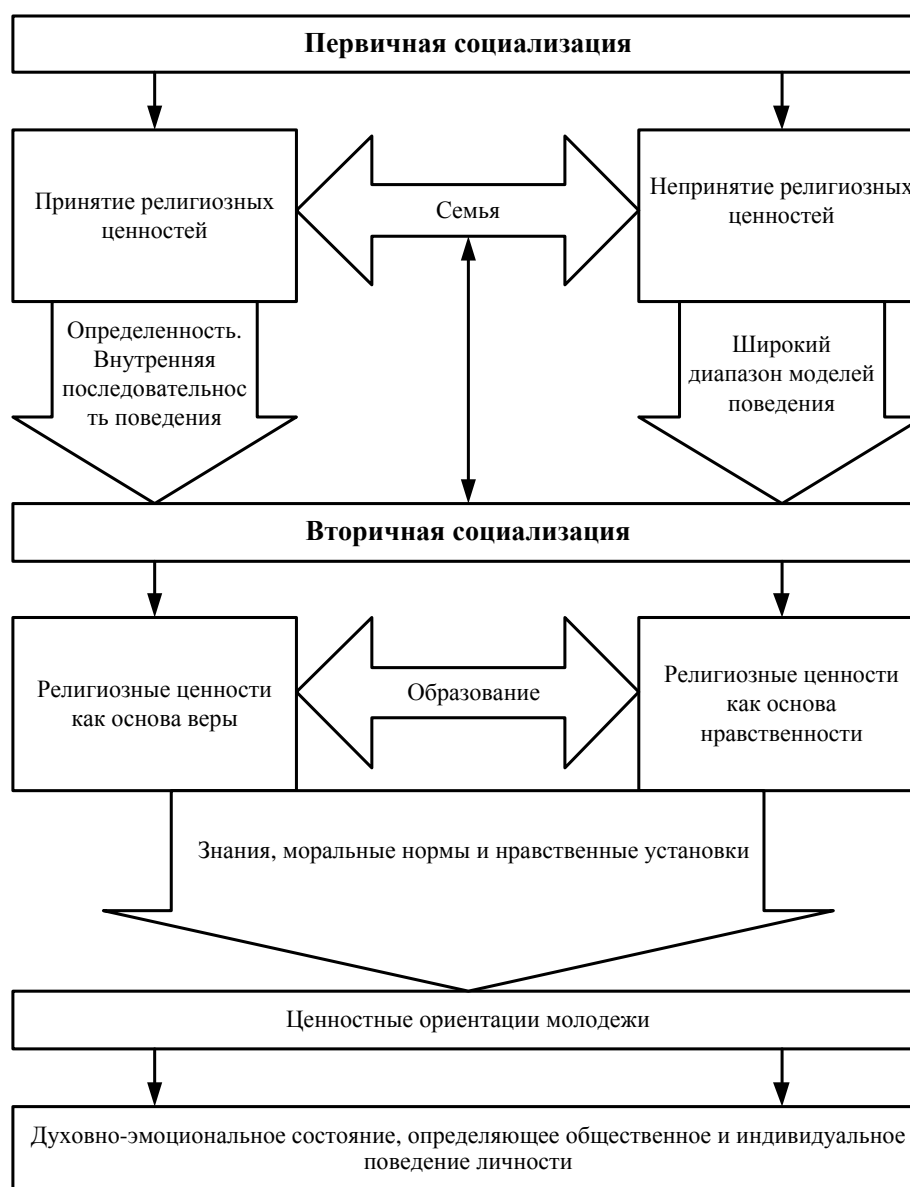 Первичная социализация
Принятие религиозных
ценностей
Семья
Непринятие религиозных
ценностей
Определенность.
Внутренняя
последовательнос
ть поведения
Широкий
диапазон моделей
поведения
Вторичная социализация
Религиозные ценности
как основа веры
Образование
Религиозные ценности
как основа
нравственности
Знания, моральные нормы и нравственные установки
Ценностные ориентации молодежи
Духовно-эмоциональное состояние, определяющее общественное и индивидуальное
поведение личности